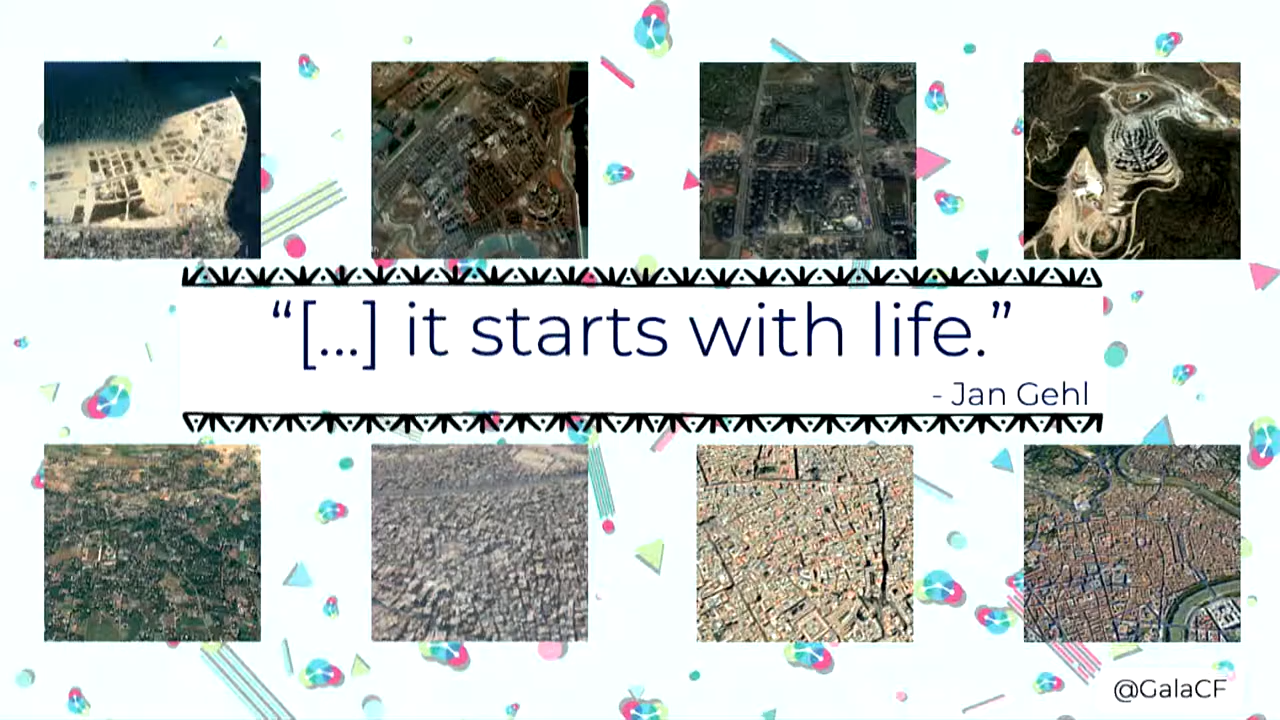 “[...] it starts with life.”
- Jan Gehl
@GalaCF